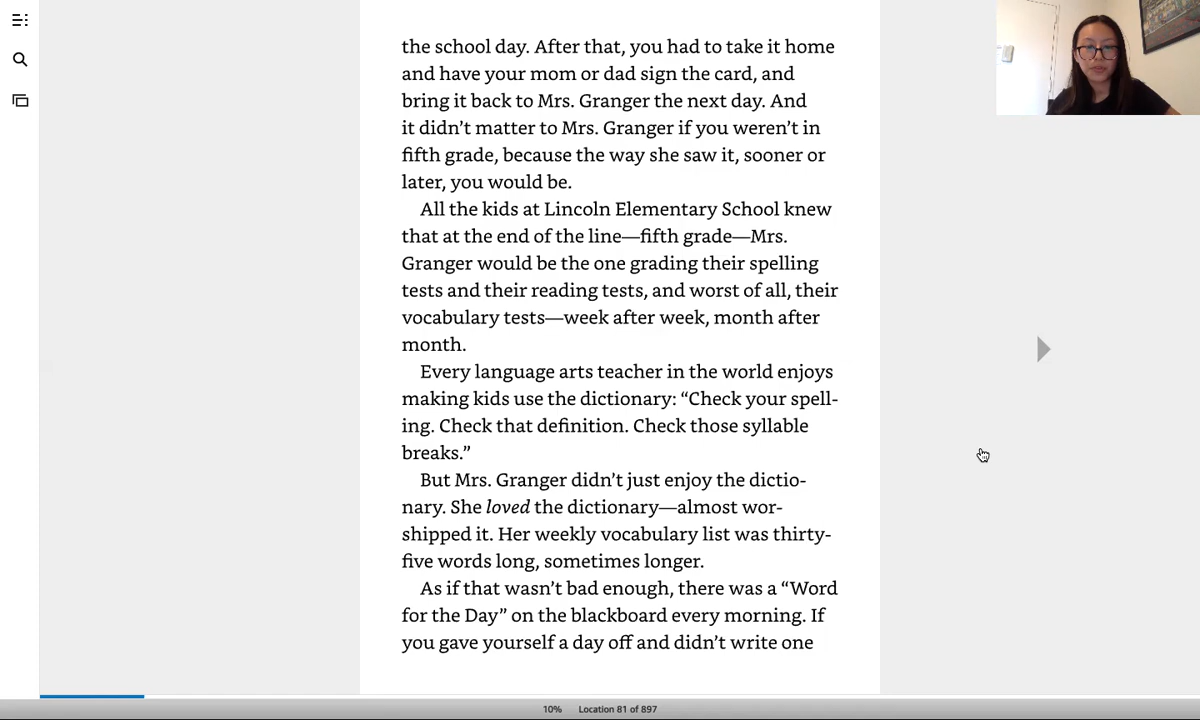 the school day. After that, you had to take it home
and have your mom or dad sign the card, and
bring it back to Mrs. Granger the next day. And
it didn’t matter to Mrs. Granger if you weren’t in
fifth grade, because the way she saw it, sooner or
later, you would be.
All the kids at Lincoln Elementary School knew
that at the end of the line—fifth grade—Mrs.
Granger would be the one grading their spelling
tests and their reading tests, and worst of all, their
vocabulary tests—week after week, month after
month.
Every language arts teacher in the world enjoys
making kids use the dictionary: “Check your spell-
ing. Check that definition. Check those syllable
breaks.”
But Mrs. Granger didn’t just enjoy the dictio-
nary. She loved the dictionary—almost wor-
shipped it. Her weekly vocabulary list was thirty-
five words long, sometimes longer.
As if that wasn’t bad enough, there was a “Word
for the Day” on the blackboard every morning. If
you gave yourself a day off and didn’t write one
10% Location 81 of 897